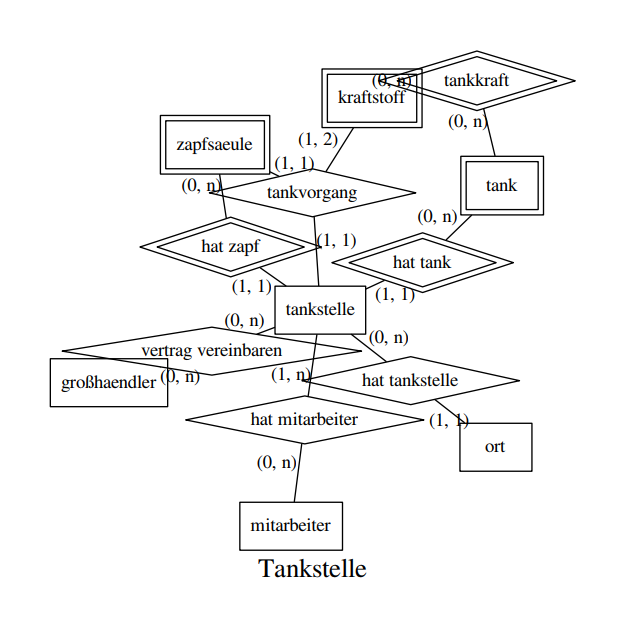 (0, n)
tankkraft
kraftstoff
(0, n)
(1, 2)
zapfsaeule
(1, 1)
(0, n)
tankvorgang
tank
(0, n)
(1, 1)
hat zapf
hat tank
(1, 1)
(1, 1)
tankstelle
(0, n)
(0, n)
vertrag vereinbaren
großhaendler
(0, n)
(1, n)
hat tankstelle
hat mitarbeiter
(1, 1)
ort
(0, n)
mitarbeiter
Tankstelle